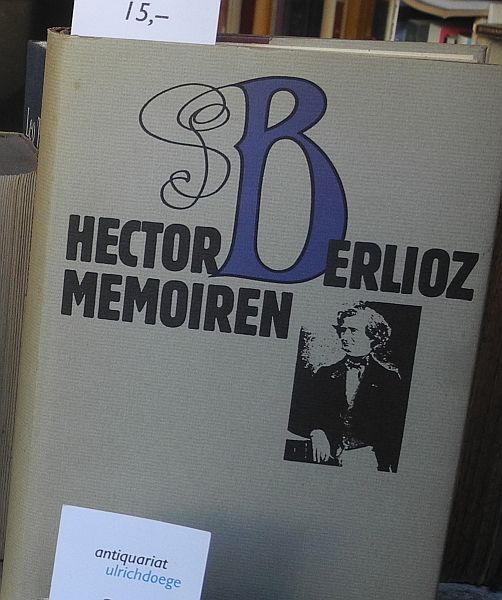 15,–
HECTOR BERLIOZ
MEMOIREN
antiquariat
ulrichdoege